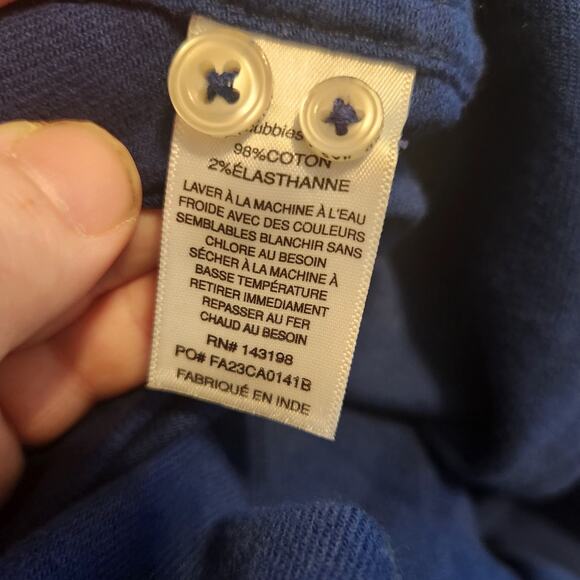 98%COTON
2%ÉLASTHANNE
LAVER À LA MACHINE À L'EAU
FROIDE AVEC DES COULEURS
SEMBLABLES BLANCHIR SANS
CHLORE AU BESOIN
SÉCHER À LA MACHINE À
BASSE TEMPÉRATURE
RETIRER IMMEDIAMENT
REPASSER AU FER
CHAUD AU BESOIN
RN# 143198
PO# FA23CA0141B
FABRIQUÉ EN INDE